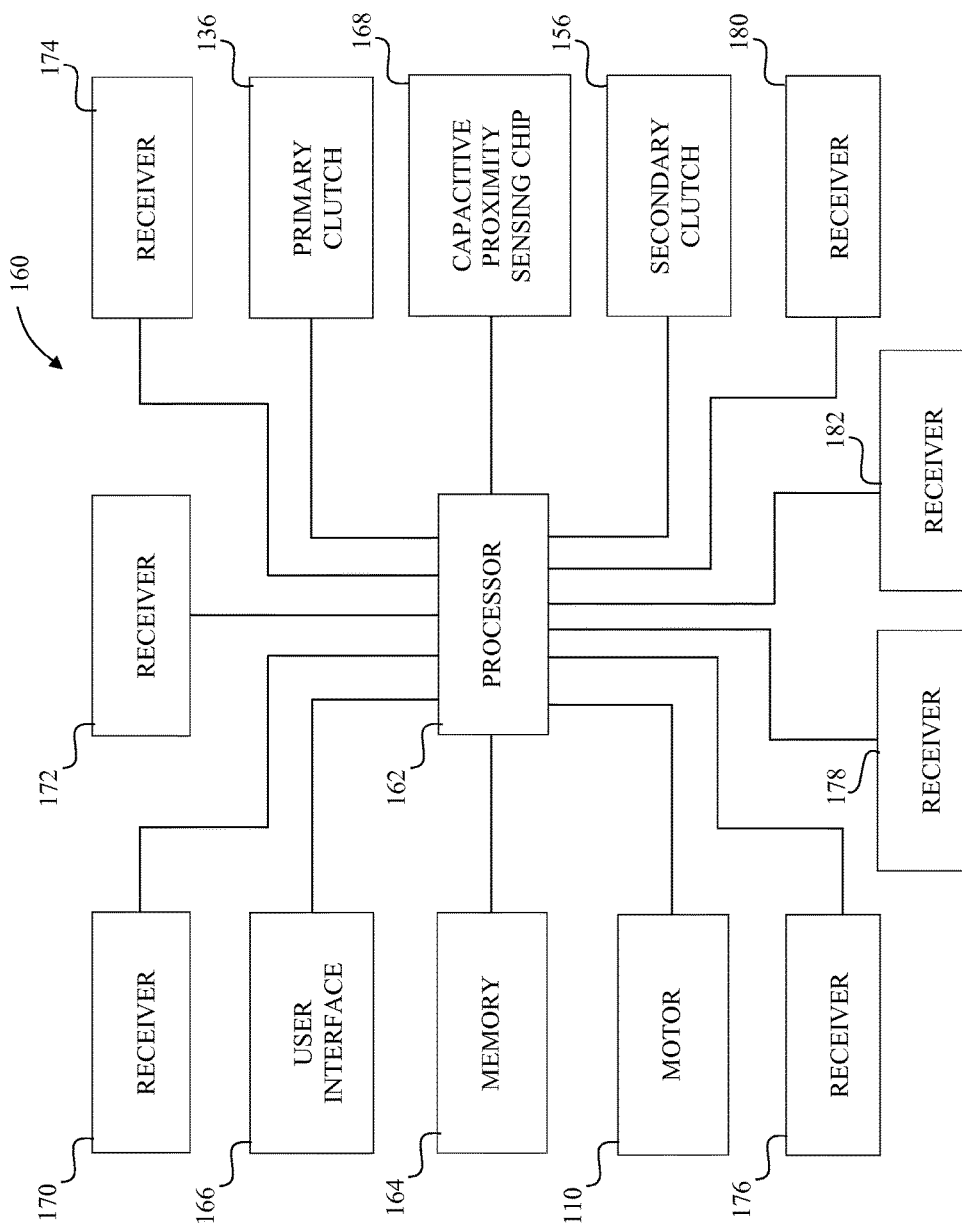 160
170
RECEIVER
172
RECEIVER
174
RECEIVER
166
USER
INTERFACE
136
PRIMARY
CLUTCH
164
MEMORY
162
PROCESSOR
168
CAPACITIVE
PROXIMITY
SENSING CHIP
110
MOTOR
156
SECONDARY
CLUTCH
176
RECEIVER
178
RECEIVER
182
RECEIVER
180
RECEIVER